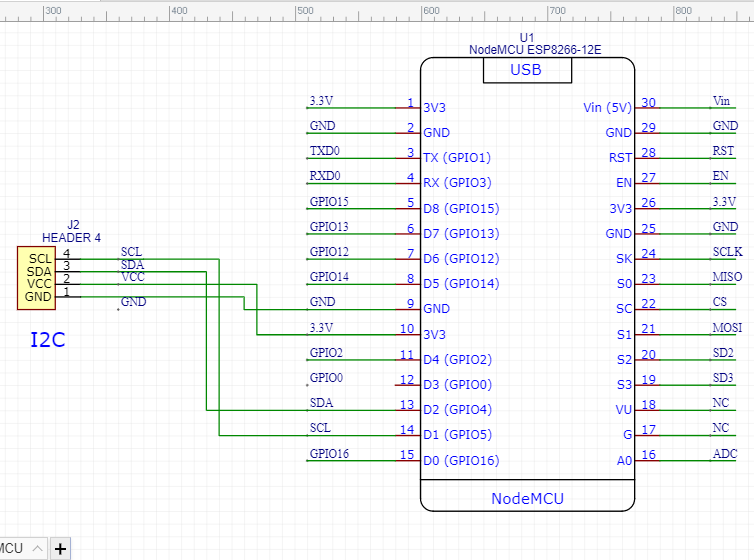 300 400 500 600 700 800
U1
NodeMCU ESP8266-12E
USB
3.3V 1 3V3 Vin (5V) 30 Vin
GND 2 GND GND 29 GND
TXD0 3 TX (GPIO1) RST 28 RST
RXD0 4 RX (GPIO3) EN 27 EN
GPIO15 5 D8 (GPIO15) 3V3 26 3.3V
GPIO13 6 D7 (GPIO13) GND 25 GND
GPIO12 7 D6 (GPIO12) SK 24 SCLK
GPIO14 8 D5 (GPIO14) S0 23 MISO
GND 9 GND SC 22 CS
3.3V 10 3V3 S1 21 MOSI
GPIO2 11 D4 (GPIO2) S2 20 SD2
GPIO0 12 D3 (GPIO0) S3 19 SD3
SDA 13 D2 (GPIO4) VU 18 NC
SCL 14 D1 (GPIO5) G 17 NC
GPIO16 15 D0 (GPIO16) A0 16 ADC
NodeMCU
J2
HEADER 4
SCL 4 SCL
SDA 3 SDA
VCC 2 VCC
GND 1 GND
I2C
MCU